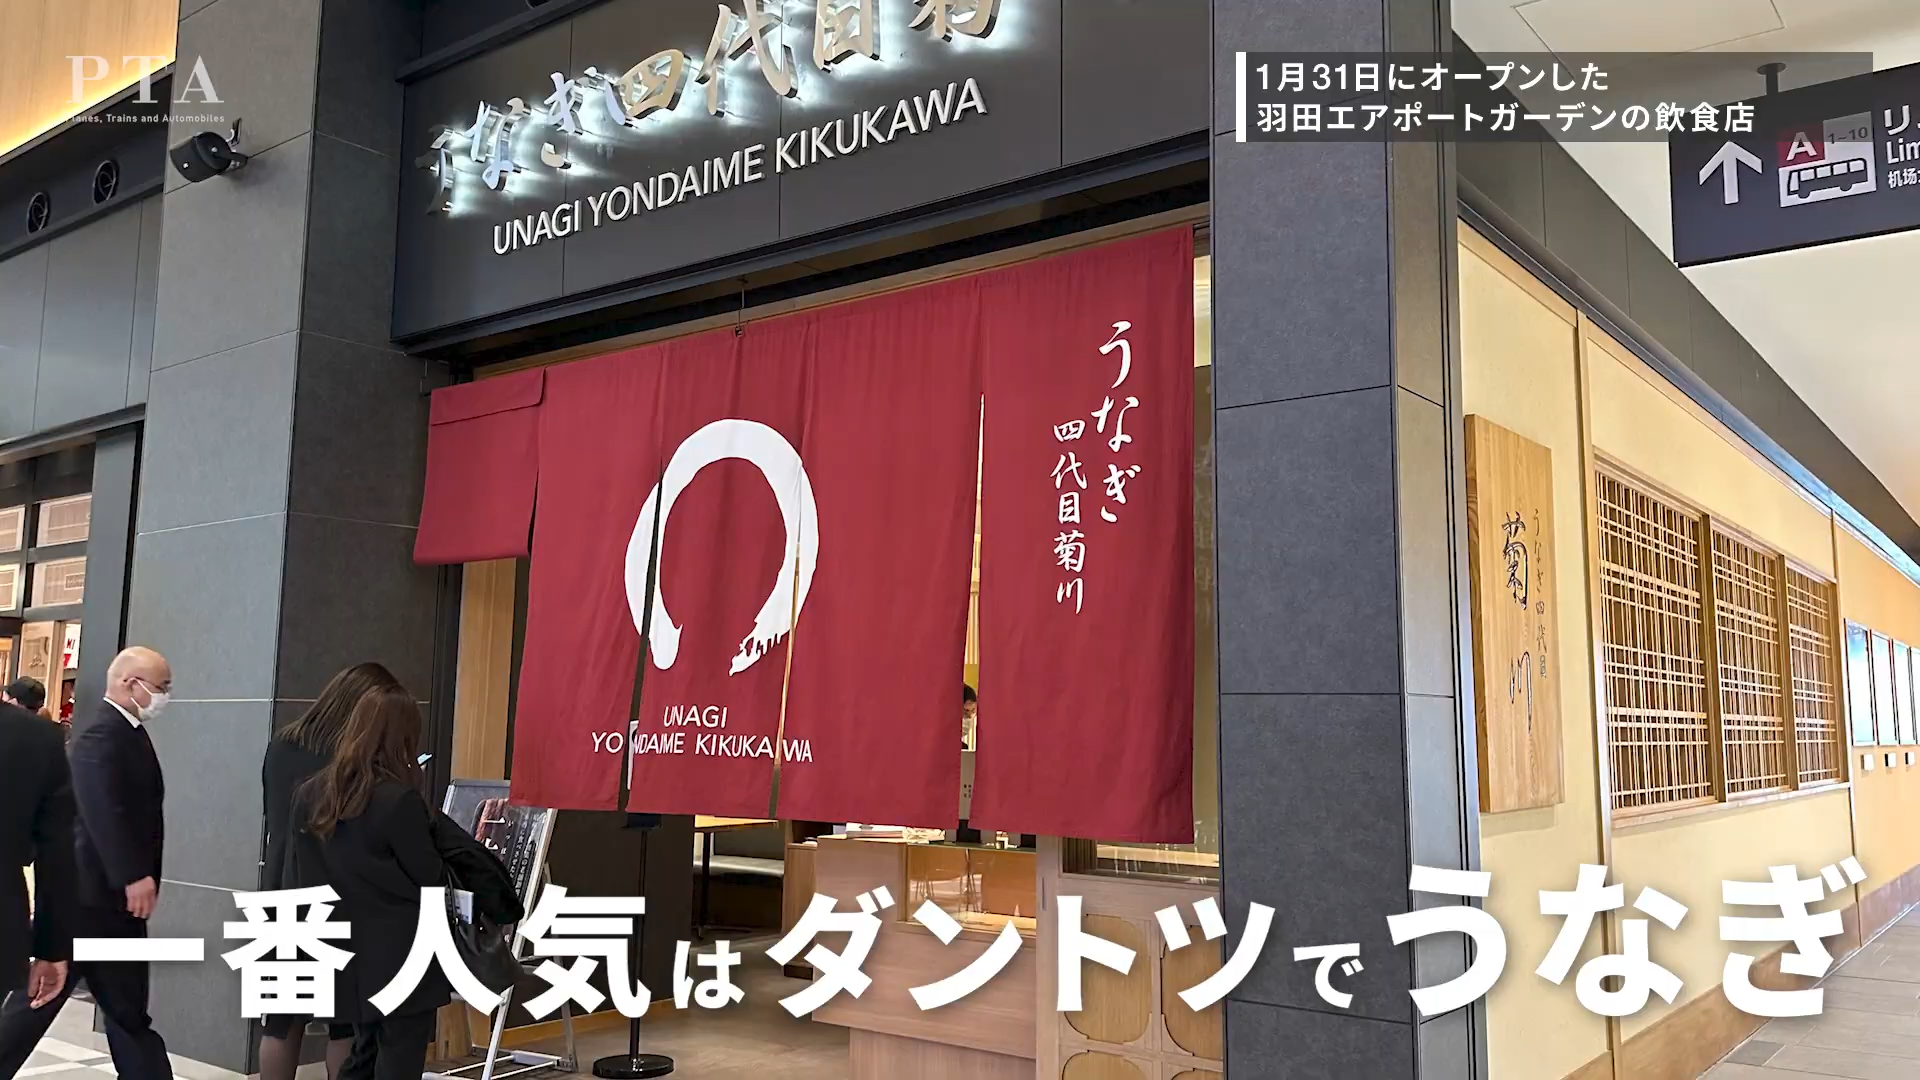 PTA
Planes, Trains and Automobiles
うなぎ四代目菊
UNAGI YONDAIME KIKUKAWA
1月31日にオープンした
羽田エアポートガーデンの飲食店
A 1~10
リ
Lim
机场
うなぎ
四代目菊川
UNAGI
YONDAIME KIKUKAWA
うなぎ四代目
菊川
一番人気はダントツでうなぎ